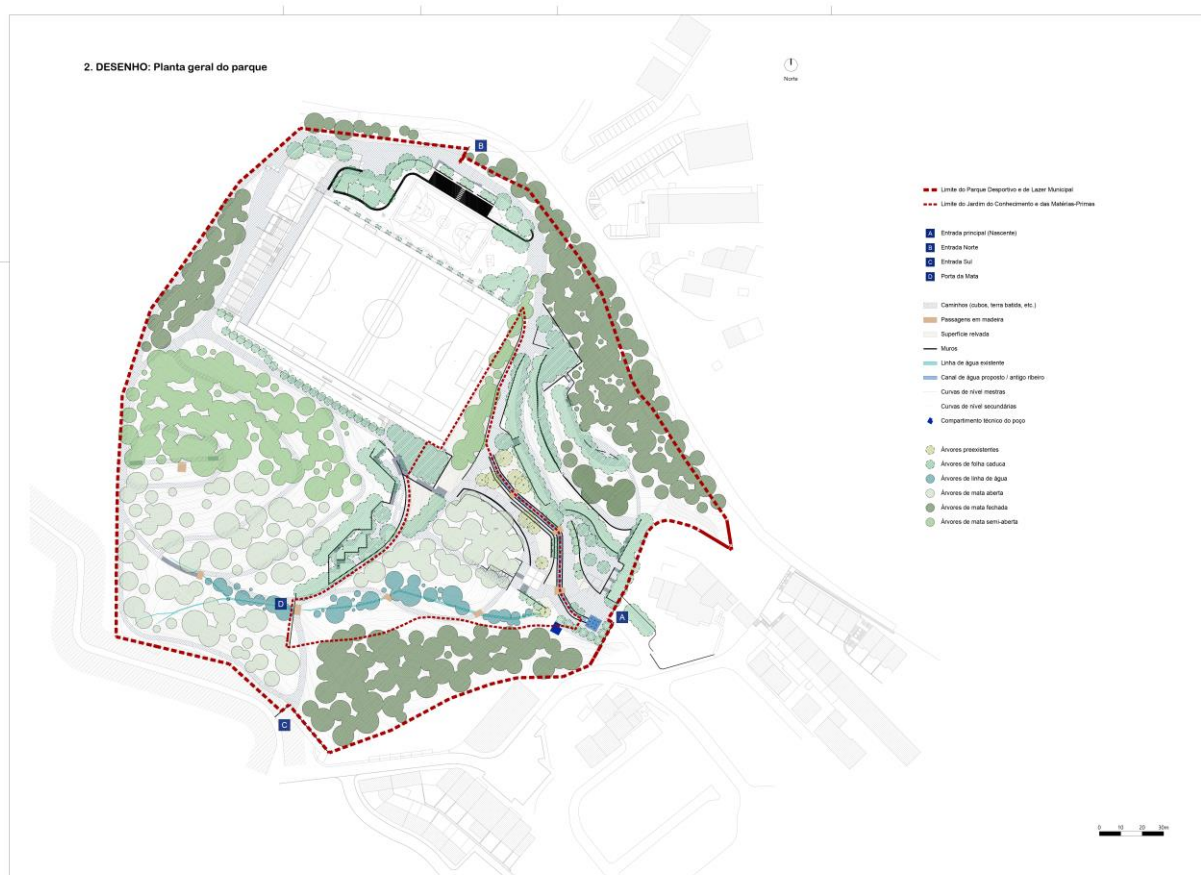 2. DESENHO: Planta geral do parque
Norte
B
D
A
C
Limite do Parque Desportivo e de Lazer Municipal
Limite do Jardim do Conhecimento e das Matérias-Primas
A Entrada principal (Nascente)
B Entrada Norte
C Entrada Sul
D Porta da Mata
Caminhos (cubos, terra batida, etc.)
Passagens em madeira
Superfície relvada
Muros
Linha de água existente
Canal de água proposto / antigo ribeiro
Curvas de nível mestras
Curvas de nível secundárias
Compartimento técnico do poço
Árvores preexistentes
Árvores de folha caduca
Árvores de linha de água
Árvores de mata aberta
Árvores de mata fechada
Árvores de mata semi-aberta
0 10 20 30m